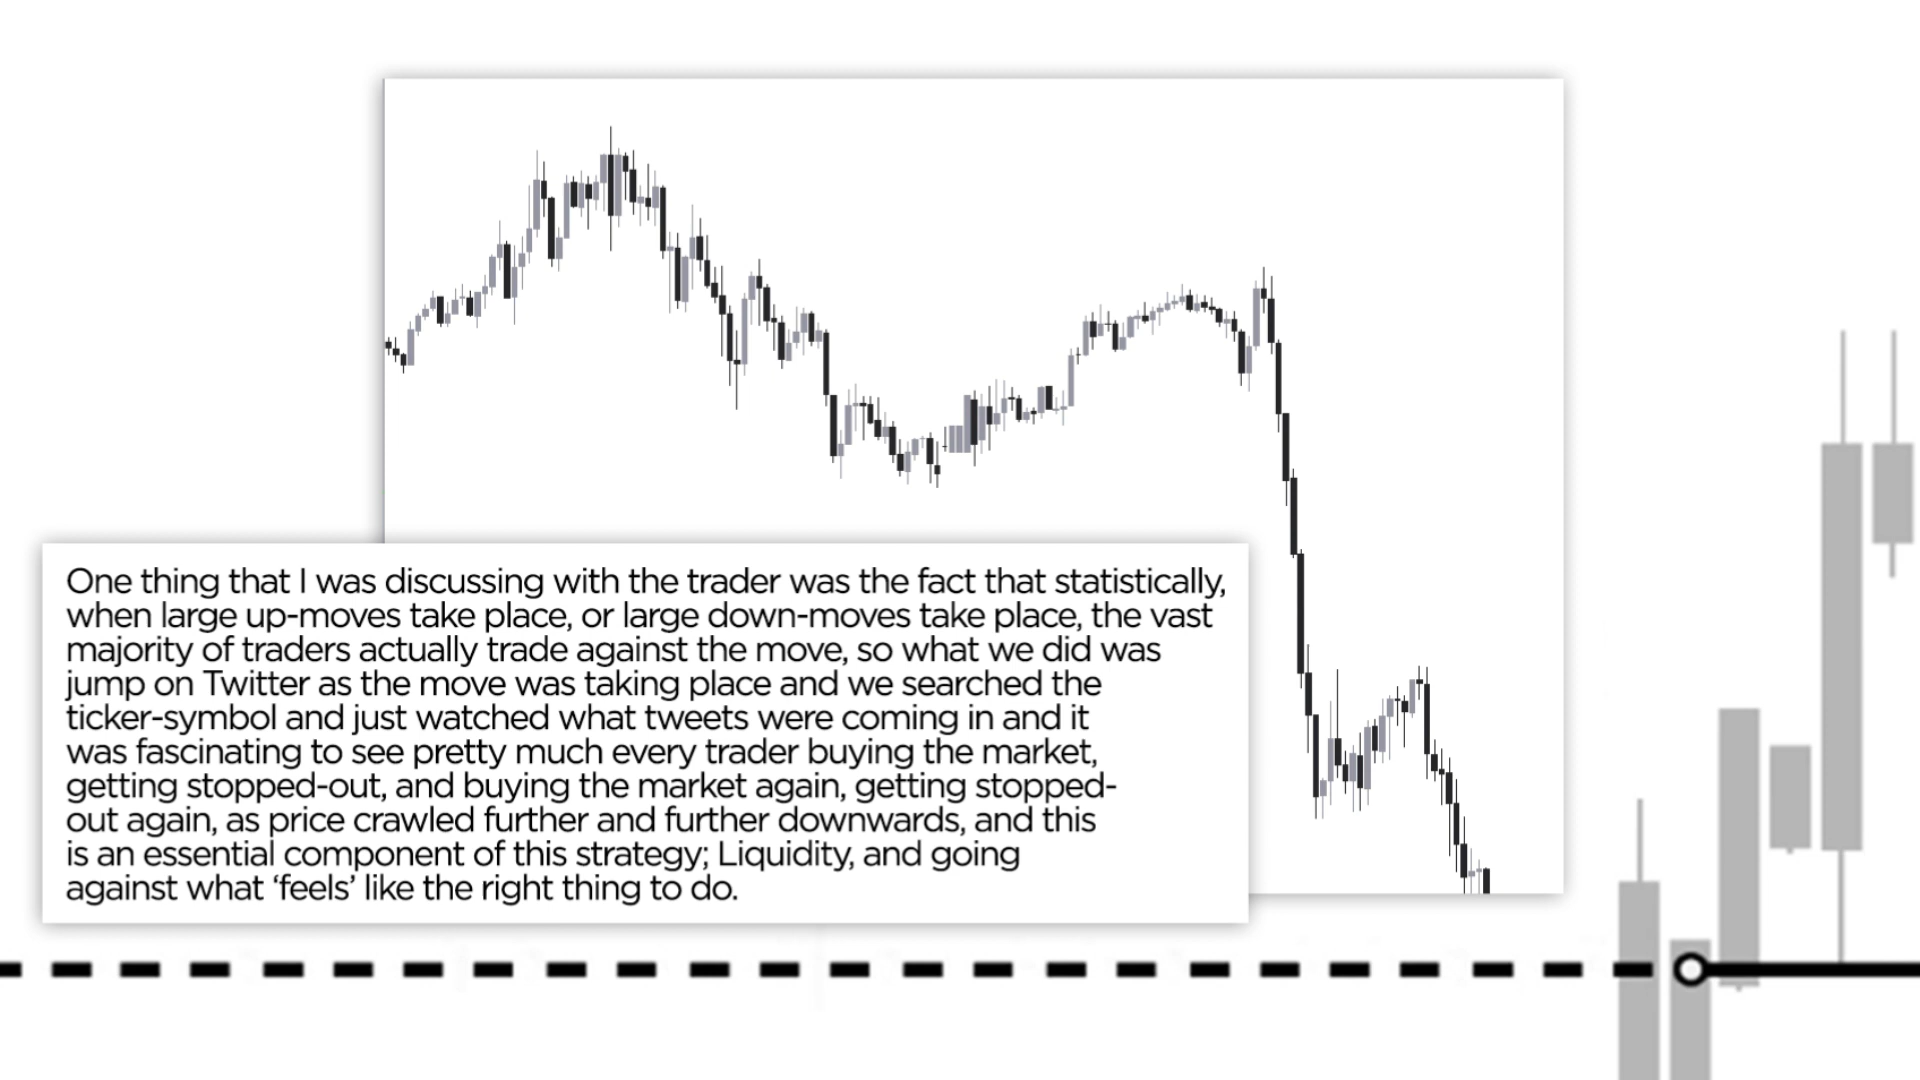 One thing that I was discussing with the trader was the fact that statistically,
when large up-moves take place, or large down-moves take place, the vast
majority of traders actually trade against the move, so what we did was
jump on Twitter as the move was taking place and we searched the
ticker-symbol and just watched what tweets were coming in and it
was fascinating to see pretty much every trader buying the market,
getting stopped-out, and buying the market again, getting stopped-
out again, as price crawled further and further downwards, and this
is an essential component of this strategy; Liquidity, and going
against what ‘feels’ like the right thing to do.